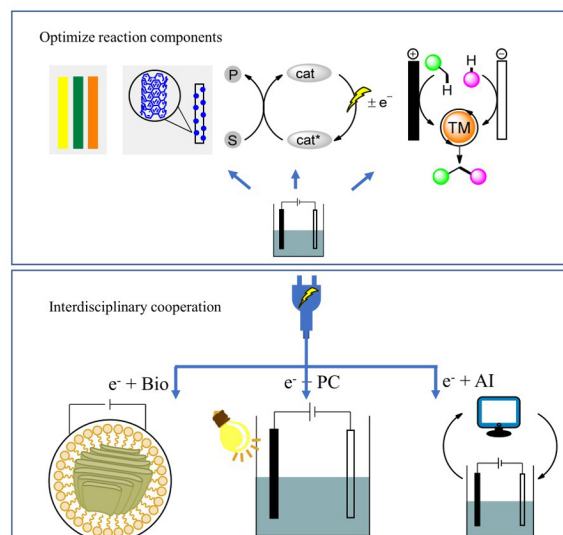 Optimize reaction components
P
cat
S
cat*
± e⁻
+
−
H
H
TM
Interdisciplinary cooperation
e⁻ + Bio
e⁻ + PC
e⁻ + AI